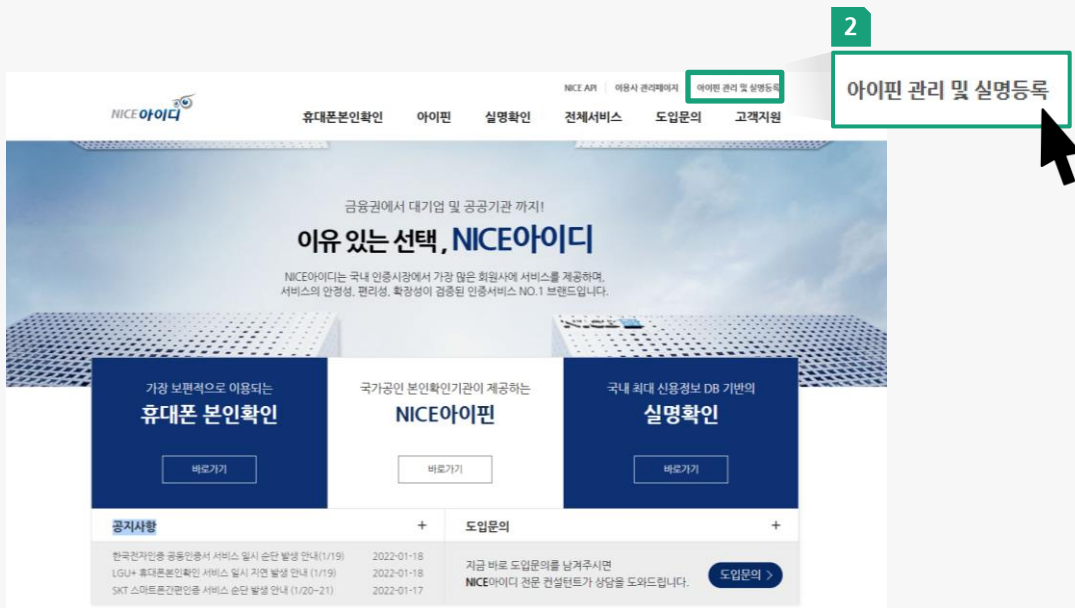 2
아이핀 관리 및 실명등록
NICE API 이용사 관리페이지 아이핀 관리 및 실명등록
NICE아이디
휴대폰본인확인 아이핀 실명확인 전체서비스 도입문의 고객지원
금융권에서 대기업 및 공공기관 까지!
이유 있는 선택, NICE아이디
NICE아이디는 국내 인증시장에서 가장 많은 회원사에 서비스를 제공하며,
서비스의 안정성, 편리성, 확장성이 검증된 인증서비스 NO.1 브랜드입니다.
가장 보편적으로 이용되는
휴대폰 본인확인
바로가기
국가공인 본인확인기관이 제공하는
NICE아이핀
바로가기
국내 최대 신용정보 DB 기반의
실명확인
바로가기
공지사항 +
한국전자인증 공동인증서 서비스 일시 순단 발생 안내(1/19) 2022-01-18
LGU+ 휴대폰본인확인 서비스 일시 지연 발생 안내 (1/19) 2022-01-18
SKT 스마트폰간편인증 서비스 순단 발생 안내 (1/20~21) 2022-01-17
도입문의 +
지금 바로 도입문의를 남겨주시면
NICE아이디 전문 컨설턴트가 상담을 도와드립니다.
도입문의 >